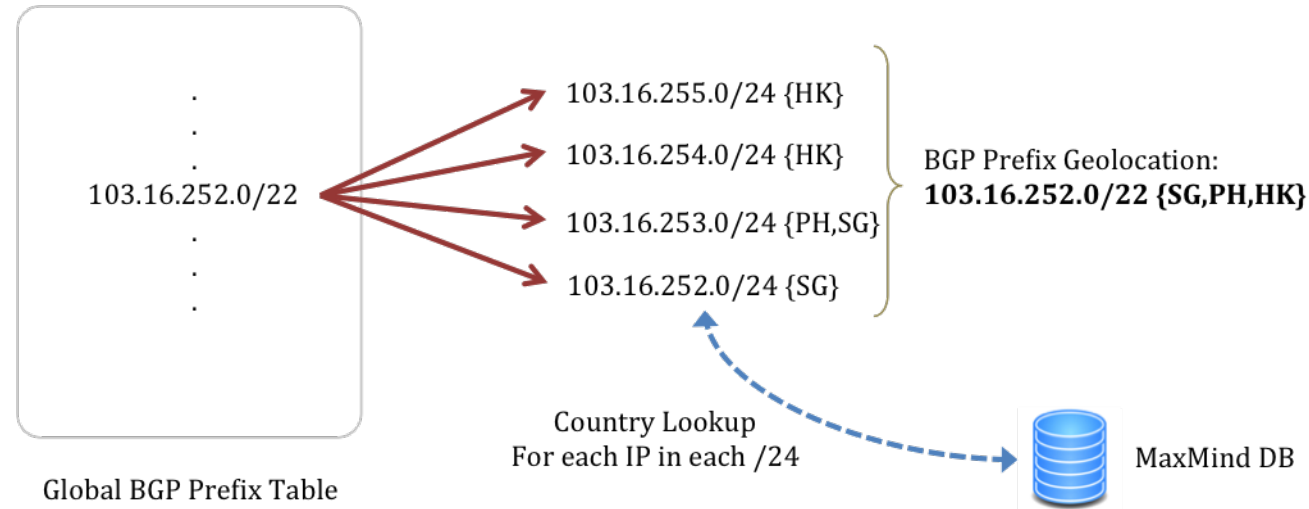 .
.
.
103.16.252.0/22
.
.
.
Global BGP Prefix Table
103.16.255.0/24 {HK}
103.16.254.0/24 {HK}
103.16.253.0/24 {PH,SG}
103.16.252.0/24 {SG}
BGP Prefix Geolocation:
103.16.252.0/22 {SG,PH,HK}
Country Lookup
For each IP in each /24
MaxMind DB